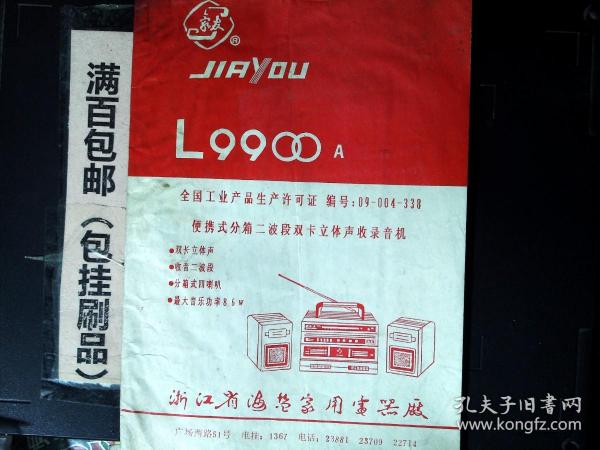 满百包邮（包挂刷品）
家友
®
JIAYOU
L9900 A
全国工业产品生产许可证 编号:09-004-338
便携式分箱二波段双卡立体声收录音机
●双卡立体声
●收音二波段
●分箱式四喇叭
●最大音乐功率86W
浙江省海盐家用电器厰
广场西路51号 电挂: 1367 电话: 23881 23709 22714
孔夫子旧书网
www.kongfz.com